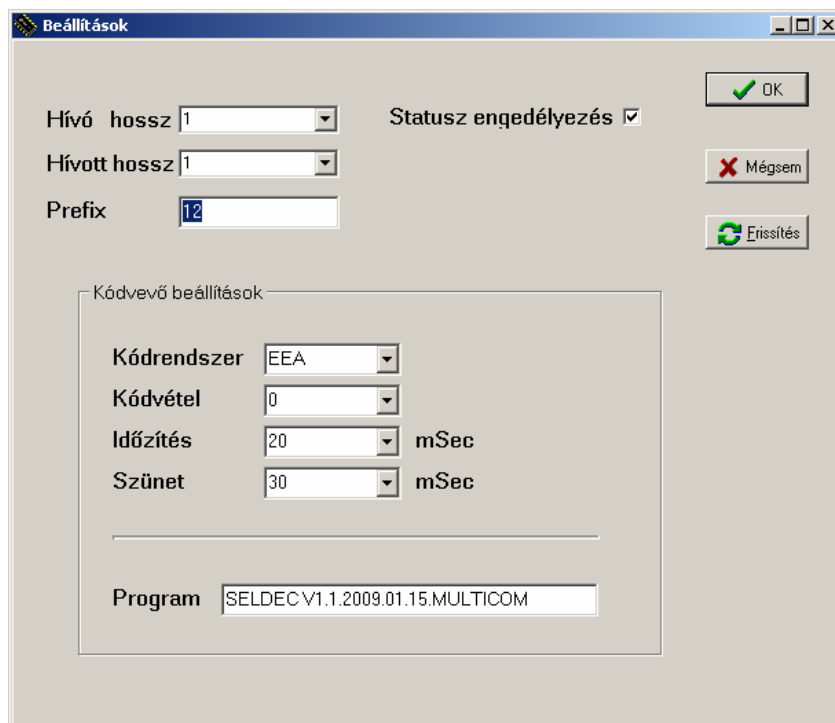 Beállítások
Hívó hossz 1
Statusz engedélyezés
OK
Hívott hossz 1
Mégsem
Prefix 12
Frissítés
Kódvevő beállítások
Kódrendszer EEA
Kódvétel 0
Időzítés 20 mSec
Szünet 30 mSec
Program SELDEC V1.1.2009.01.15.MULTICOM